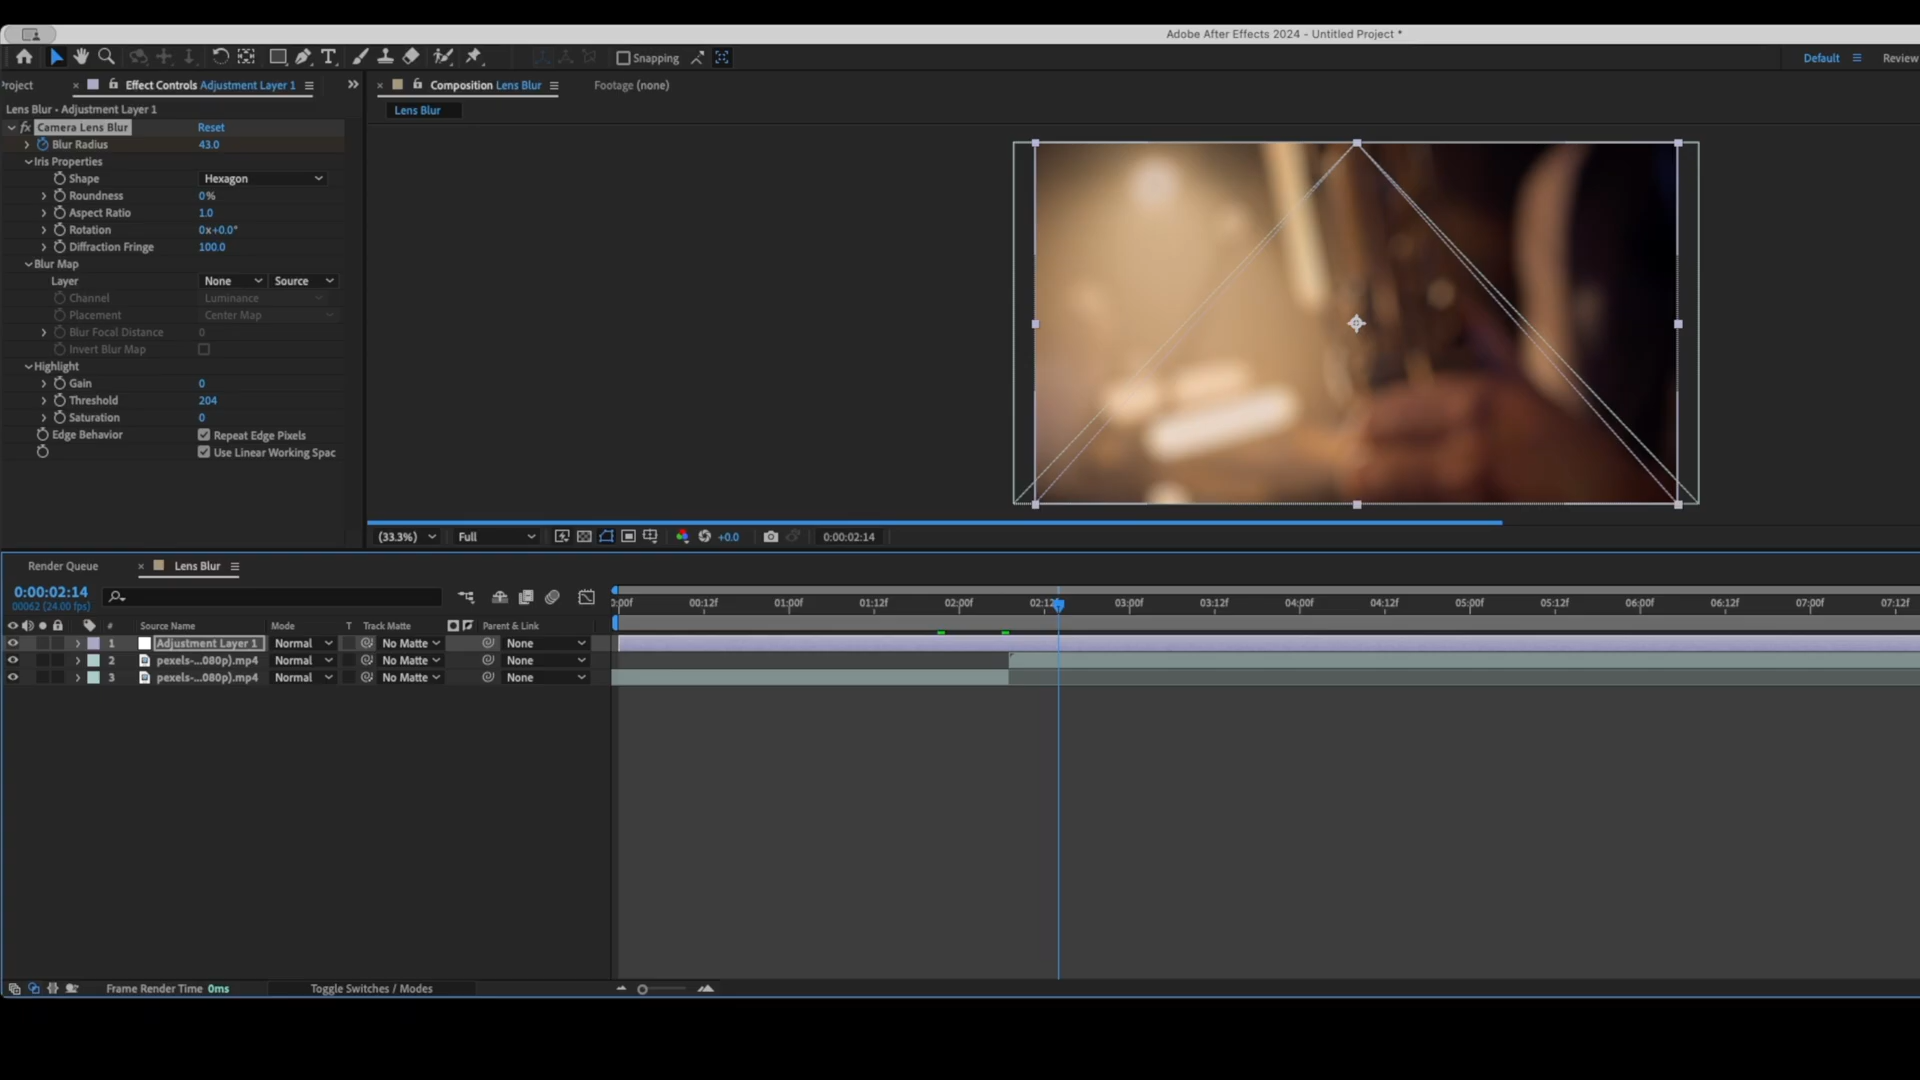 Adobe After Effects 2024 - Untitled Project *
Snapping
Default
Review
Project
Effect Controls Adjustment Layer 1
Composition Lens Blur
Footage (none)
Lens Blur • Adjustment Layer 1
Lens Blur
fx Camera Lens Blur Reset
Blur Radius 43.0
Iris Properties
Shape Hexagon
Roundness 0%
Aspect Ratio 1.0
Rotation 0x+0.0°
Diffraction Fringe 100.0
Blur Map
Layer None Source
Channel Luminance
Placement Center Map
Blur Focal Distance 0
Invert Blur Map
Highlight
Gain 0
Threshold 204
Saturation 0
Edge Behavior Repeat Edge Pixels
Use Linear Working Spac
(33.3%) Full +0.0 0:00:02:14
Render Queue Lens Blur
0:00:02:14
00062 (24.00 fps)
0:00f 00:12f 01:00f 01:12f 02:00f 02:12f 03:00f 03:12f 04:00f 04:12f 05:00f 05:12f 06:00f 06:12f 07:00f 07:12f
# Source Name Mode T Track Matte Parent & Link
1 Adjustment Layer 1 Normal No Matte None
2 pexels-...080p).mp4 Normal No Matte None
3 pexels-...080p).mp4 Normal No Matte None
Frame Render Time 0ms Toggle Switches / Modes